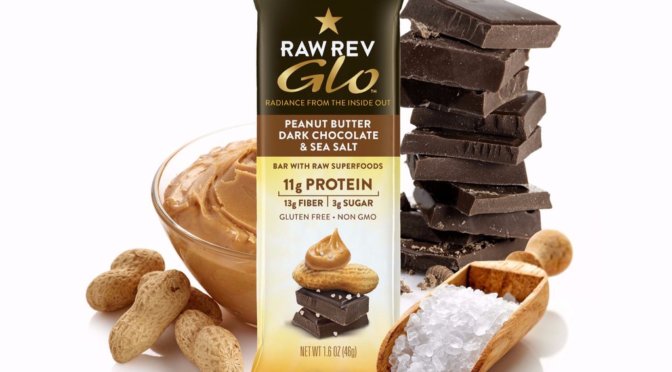 RAW REV
Glo™
RADIANCE FROM THE INSIDE OUT
PEANUT BUTTER
DARK CHOCOLATE
& SEA SALT
BAR WITH RAW SUPERFOODS
11g PROTEIN
13g FIBER | 3g SUGAR
GLUTEN FREE • NON GMO
NET WT 1.6 OZ (46g)